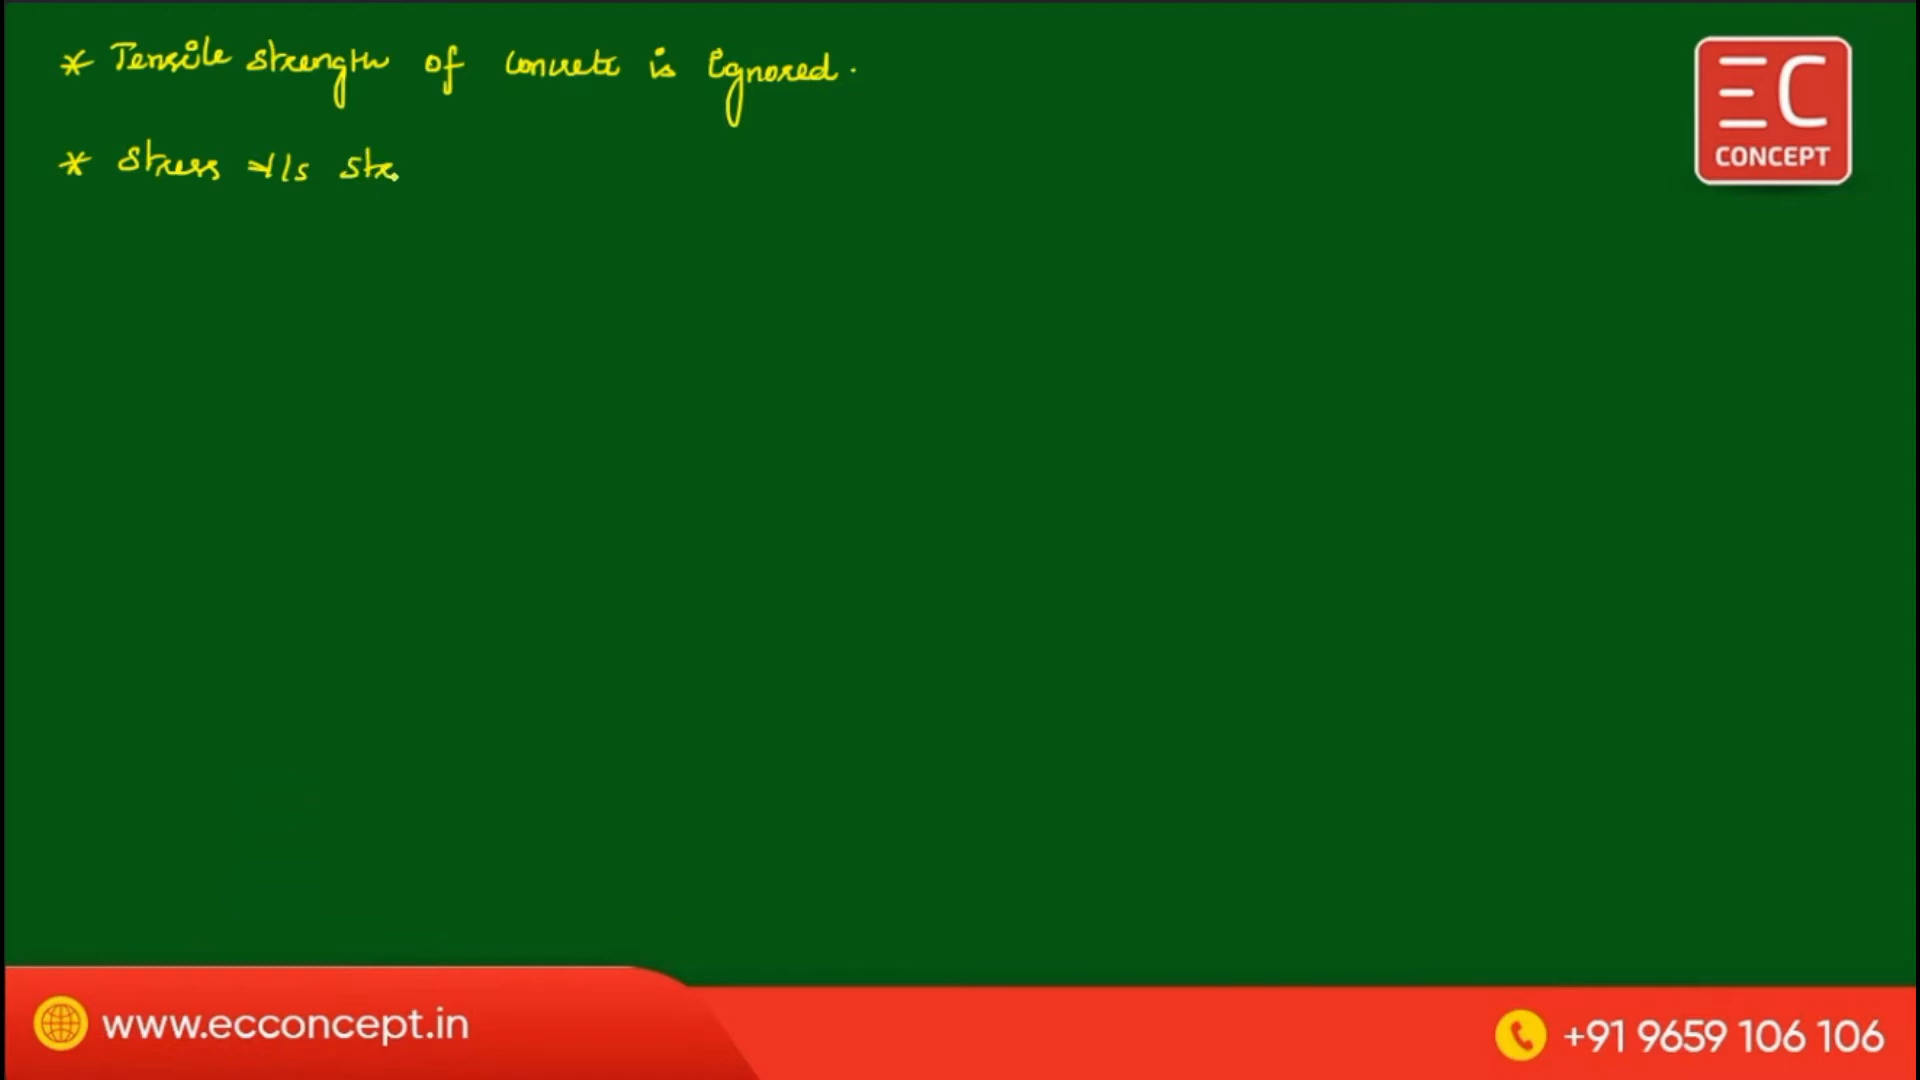 * Tensile strength of concrete is Ignored.
* Stress v/s str
EC
CONCEPT
www.ecconcept.in
+91 9659 106 106